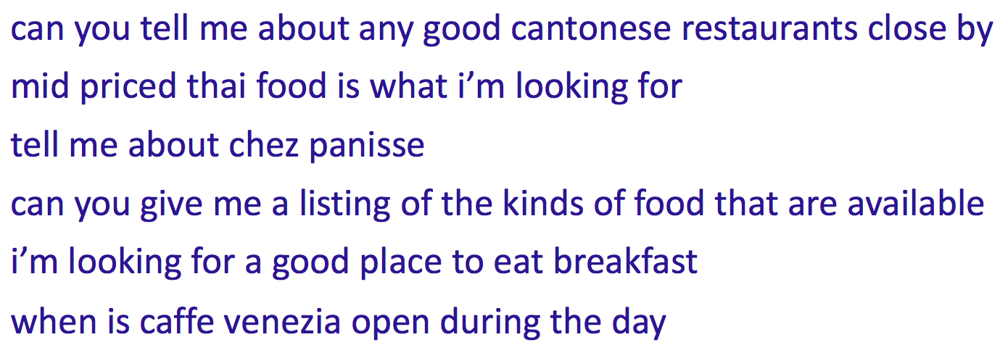 can you tell me about any good cantonese restaurants close by
mid priced thai food is what i’m looking for
tell me about chez panisse
can you give me a listing of the kinds of food that are available
i’m looking for a good place to eat breakfast
when is caffe venezia open during the day